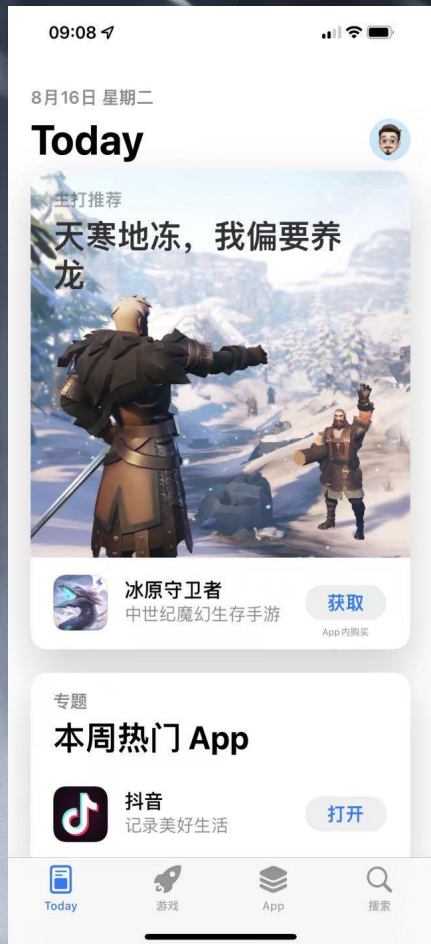 09:08
8月16日 星期二
Today
主打推荐
天寒地冻，我偏要养
龙
冰原守卫者
中世纪魔幻生存手游
获取
App内购买
专题
本周热门 App
抖音
记录美好生活
打开
Today
游戏
App
搜索